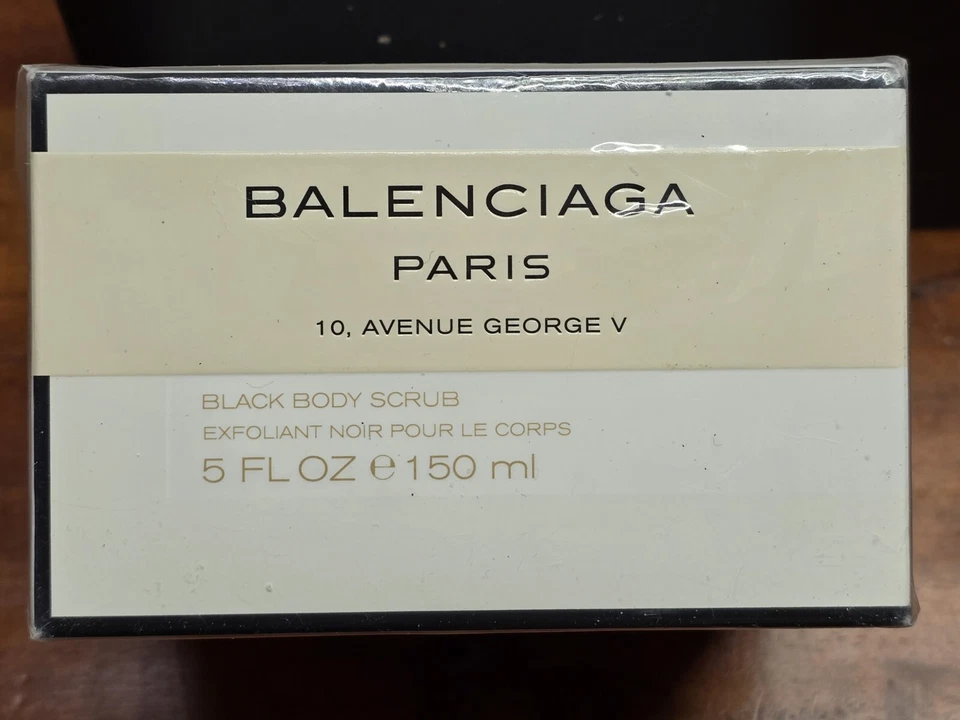 BALENCIAGA
PARIS
10, AVENUE GEORGE V
BLACK BODY SCRUB
EXFOLIANT NOIR POUR LE CORPS
5 FL OZ ℮ 150 ml